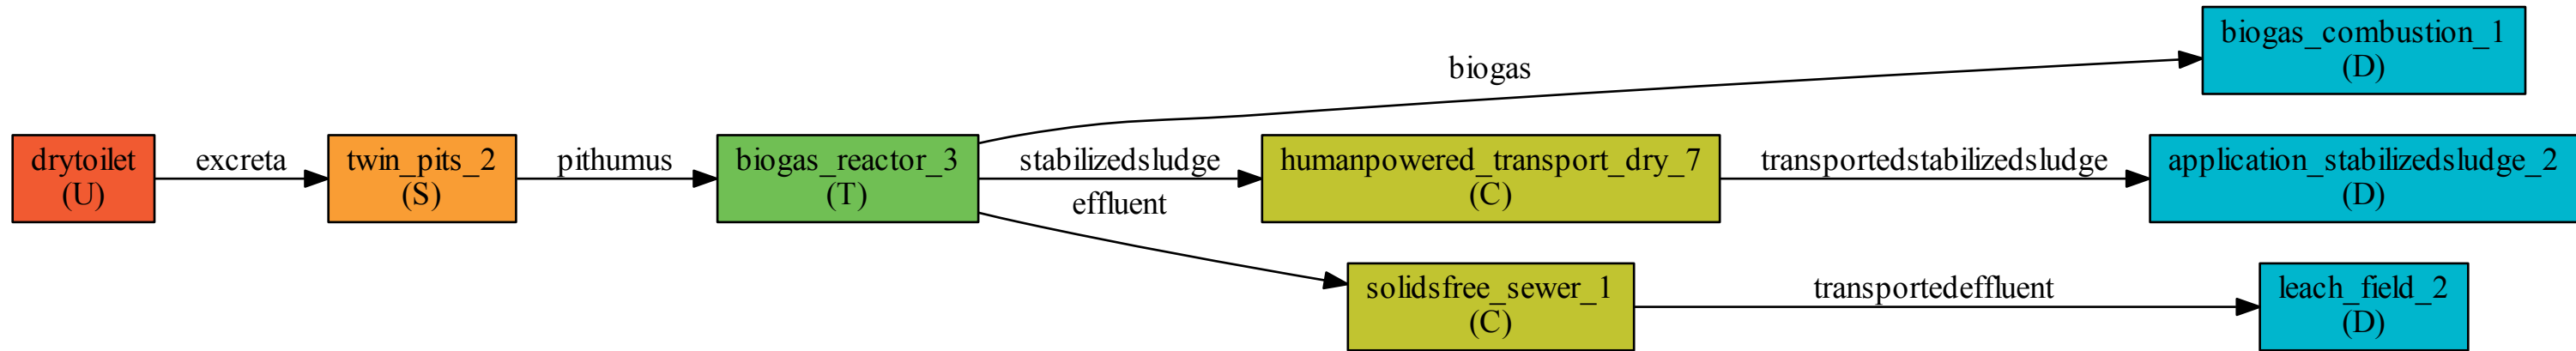 biogas_combustion_1
(D)
biogas
drytoilet
(U)
excreta
twin_pits_2
(S)
pithumus
biogas_reactor_3
(T)
stabilizedsludge
humanpowered_transport_dry_7
(C)
transportedstabilizedsludge
application_stabilizedsludge_2
(D)
effluent
solidsfree_sewer_1
(C)
transportedeffluent
leach_field_2
(D)